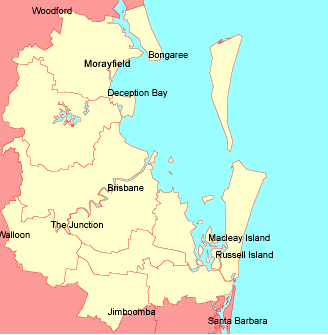 Woodford
Bongaree
Morayfield
Deception Bay
Brisbane
The Junction
Walloon
Macleay Island
Russell Island
Jimboomba
Santa Barbara